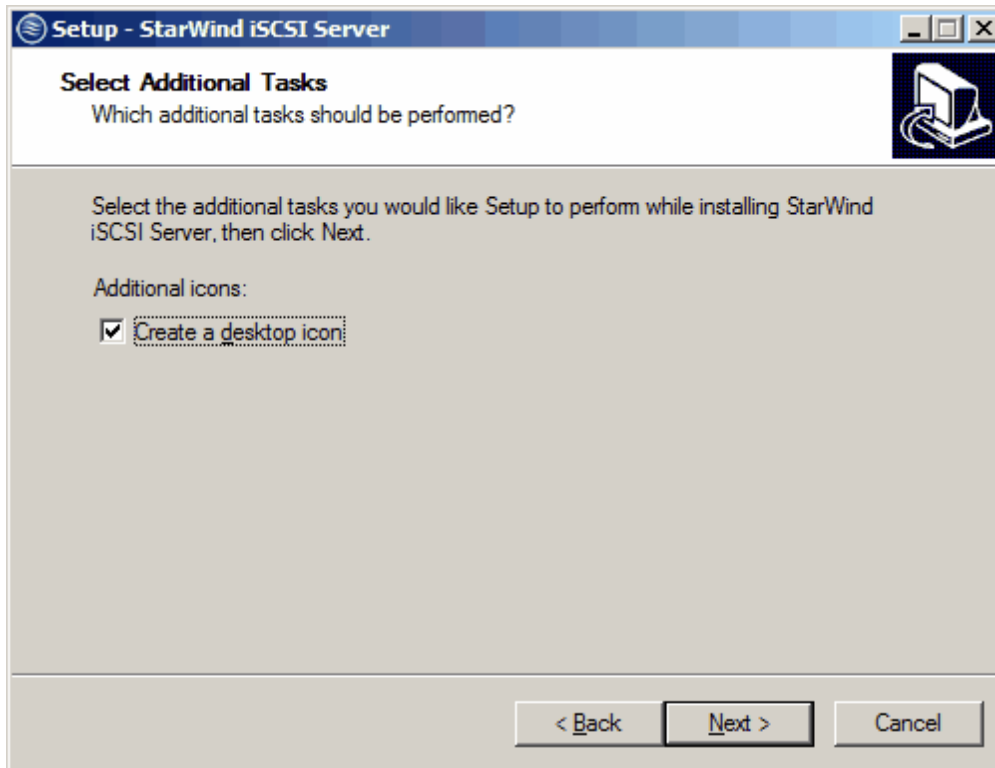 Setup - StarWind iSCSI Server
Select Additional Tasks
Which additional tasks should be performed?
Select the additional tasks you would like Setup to perform while installing StarWind
iSCSI Server, then click Next.
Additional icons:
Create a desktop icon
< Back
Next >
Cancel